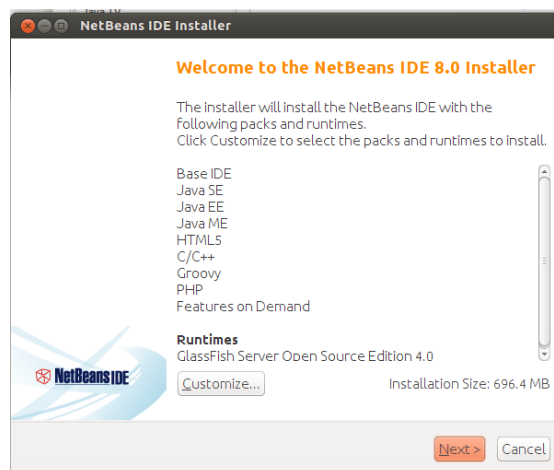 Java TV
NetBeans IDE Installer
Welcome to the NetBeans IDE 8.0 Installer
The installer will install the NetBeans IDE with the
following packs and runtimes.
Click Customize to select the packs and runtimes to install.
Base IDE
Java SE
Java EE
Java ME
HTML5
C/C++
Groovy
PHP
Features on Demand
Runtimes
GlassFish Server Open Source Edition 4.0
NetBeans IDE
Customize...
Installation Size: 696.4 MB
Next >
Cancel